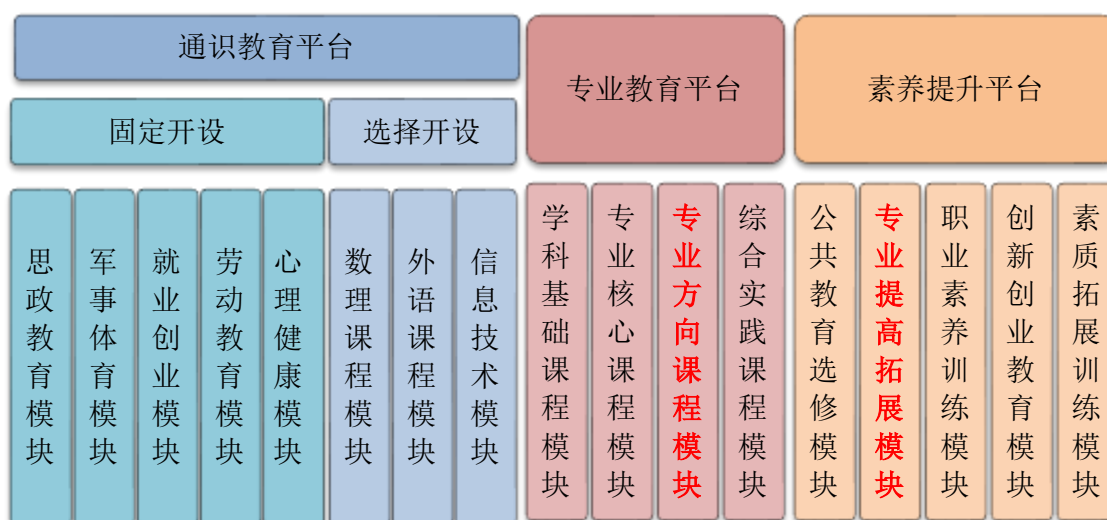 通识教育平台
专业教育平台
素养提升平台
固定开设
选择开设
思政教育模块
军事体育模块
就业创业模块
劳动教育模块
心理健康模块
数理课程模块
外语课程模块
信息技术模块
学科基础课程模块
专业核心课程模块
专业方向课程模块
综合实践课程模块
公共教育选修模块
专业提高拓展模块
职业素养训练模块
创新创业教育模块
素质拓展训练模块